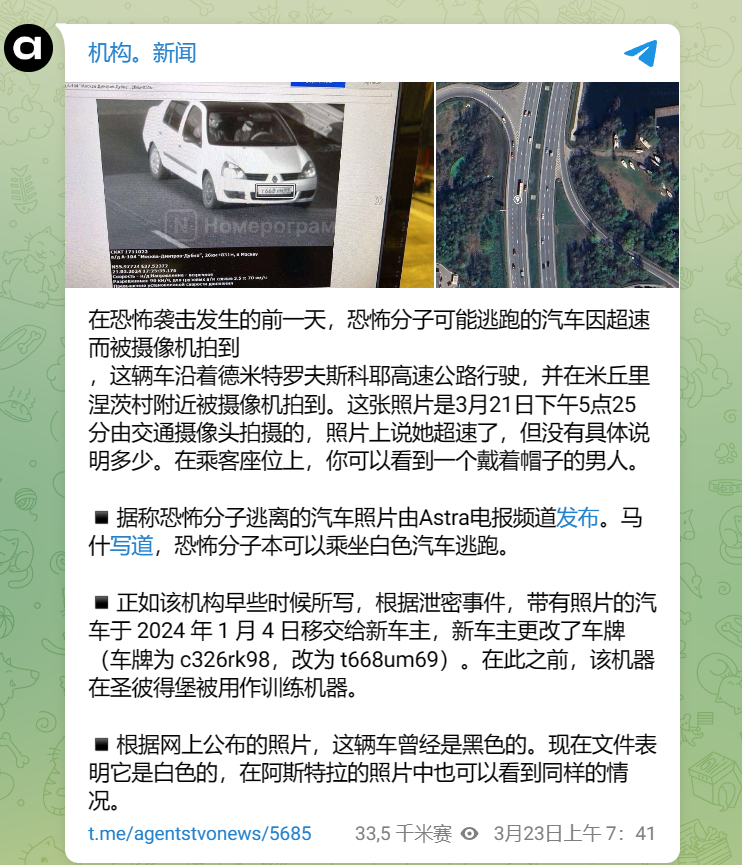 a
机构。新闻
N Номерограм
СКАТ 1711023
в/д А-104 "Москва-Дмитров-Дубна", 26км+831м, в Москву
21.03.2024 17:25:35.176
在恐怖袭击发生的前一天，恐怖分子可能逃跑的汽车因超速
而被摄像机拍到
，这辆车沿着德米特罗夫斯科耶高速公路行驶，并在米丘里
涅茨村附近被摄像机拍到。这张照片是3月21日下午5点25
分由交通摄像头拍摄的，照片上说她超速了，但没有具体说
明多少。在乘客座位上，你可以看到一个戴着帽子的男人。
▪️据称恐怖分子逃离的汽车照片由Astra电报频道发布。马
什写道，恐怖分子本可以乘坐白色汽车逃跑。
▪️正如该机构早些时候所写，根据泄密事件，带有照片的汽
车于 2024 年 1 月 4 日移交给新车主，新车主更改了车牌
（车牌为 c326rk98，改为 t668um69）。在此之前，该机器
在圣彼得堡被用作训练机器。
▪️根据网上公布的照片，这辆车曾经是黑色的。现在文件表
明它是白色的，在阿斯特拉的照片中也可以看到同样的情
况。
t.me/agentstvonews/5685 33,5 千米赛 3月23日上午 7：41